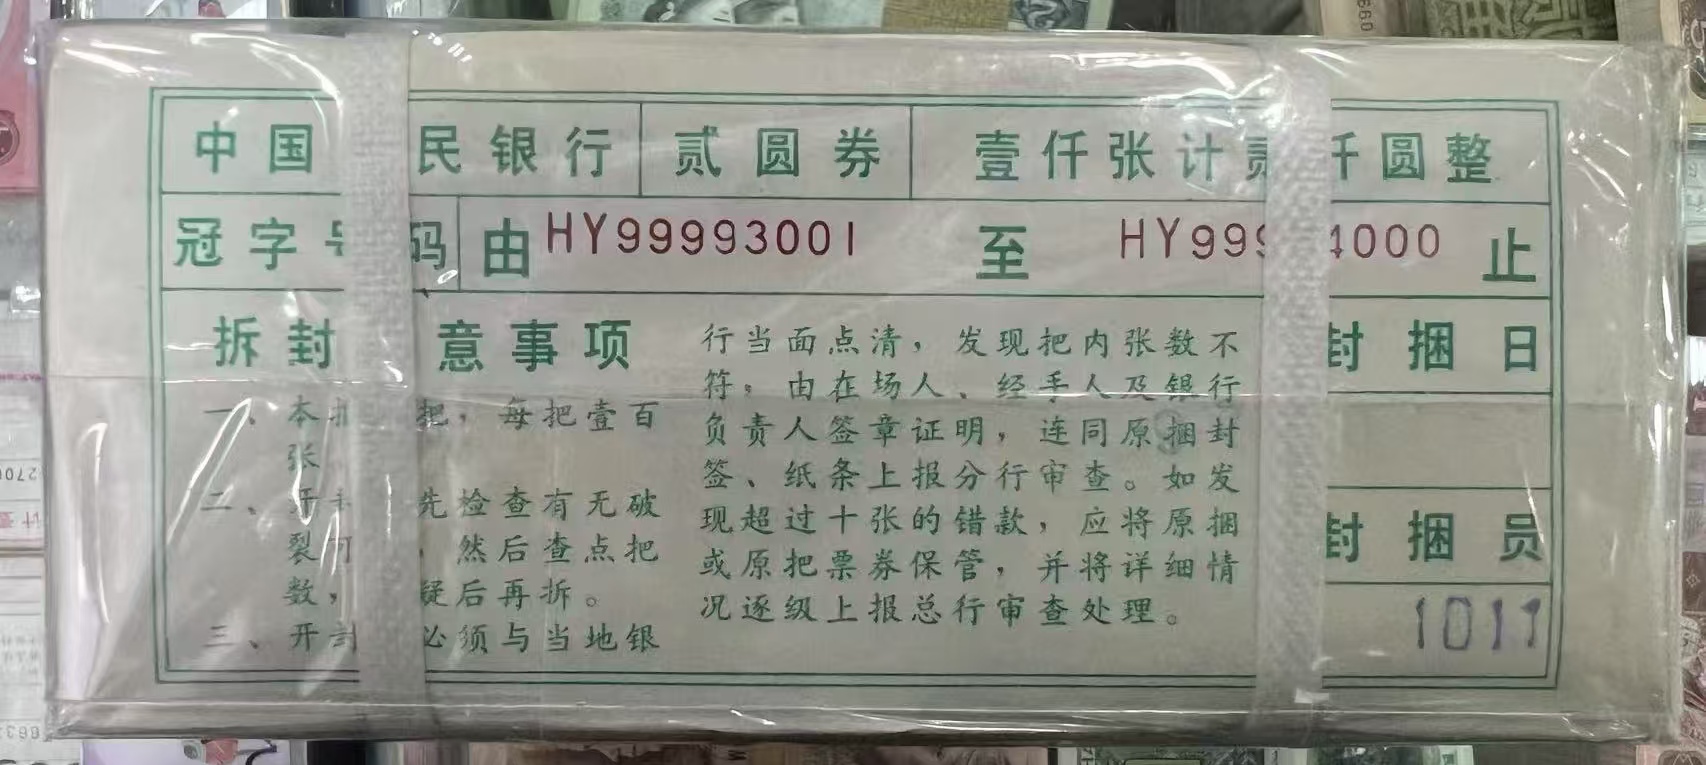 中国 民银行 贰圆券 壹仟张计贰仟圆整
冠字号码 由 HY99993001 至 HY999 4000 止
拆封 意事项
一、本 把，每把壹百
张
二、开 先检查有无破
裂 ，然后查点把
数， 疑后再拆。
三、开封 必须与当地银
行当面点清，发现把内张数不
符，由在场人、经手人及银行
负责人签章证明，连同原捆封
签、纸条上报分行审查。如发
现超过十张的错款，应将原捆
或原把票券保管，并将详细情
况逐级上报总行审查处理。
封捆日
封捆员
1011